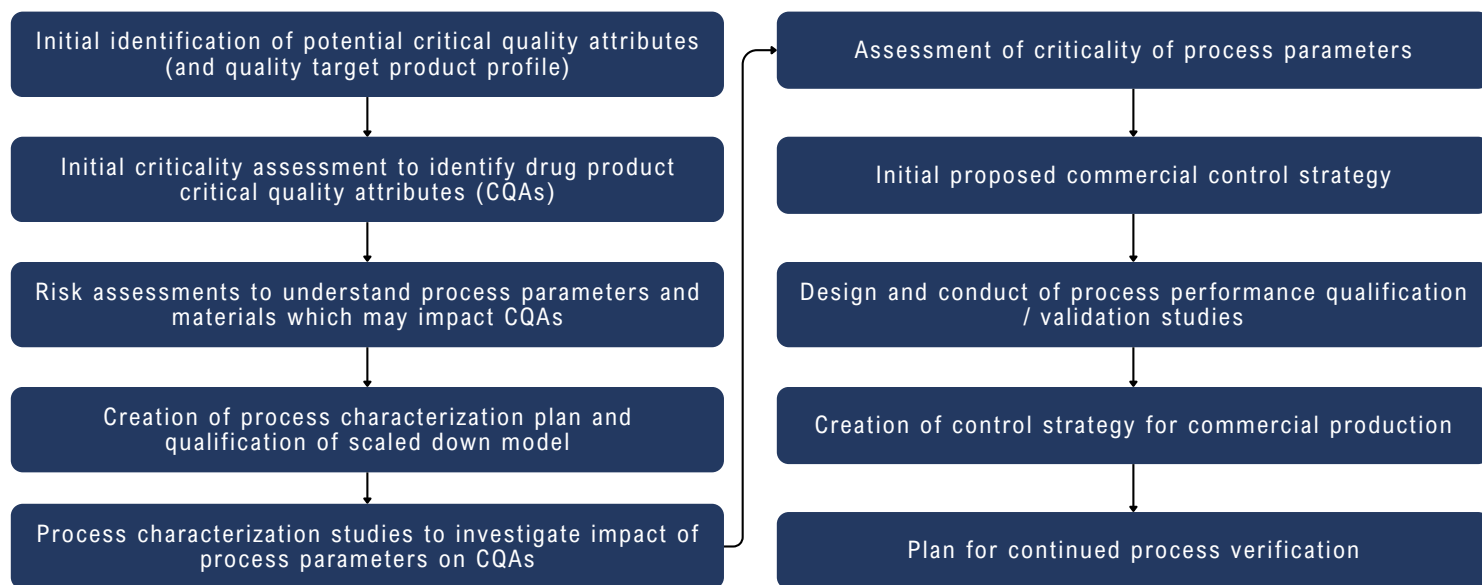 Initial identification of potential critical quality attributes
(and quality target product profile)
Initial criticality assessment to identify drug product
critical quality attributes (CQAs)
Risk assessments to understand process parameters and
materials which may impact CQAs
Creation of process characterization plan and
qualification of scaled down model
Process characterization studies to investigate impact of
process parameters on CQAs
Assessment of criticality of process parameters
Initial proposed commercial control strategy
Design and conduct of process performance qualification
/ validation studies
Creation of control strategy for commercial production
Plan for continued process verification